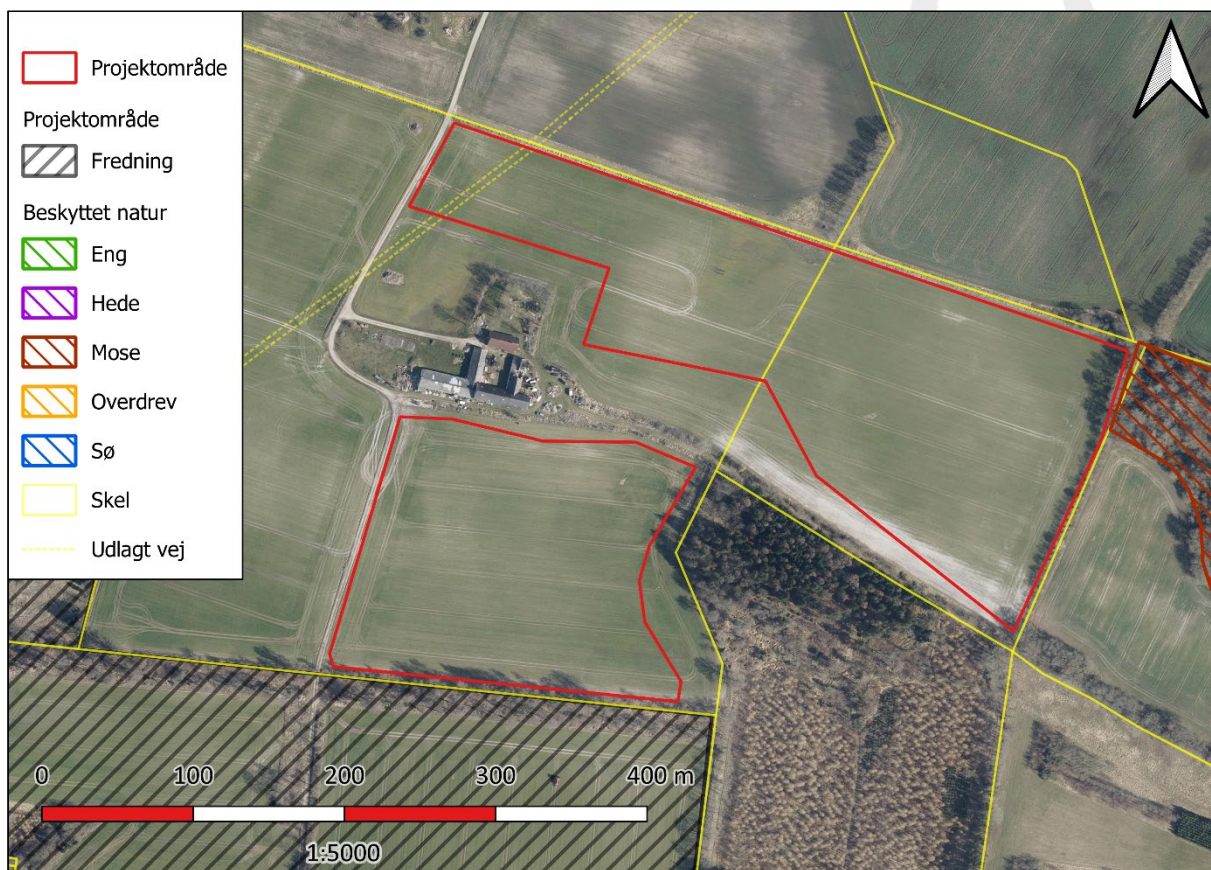 Projektområde
Projektområde
Fredning
Beskyttet natur
Eng
Hede
Mose
Overdrev
Sø
Skel
Udlagt vej
0 100 200 300 400 m
1:5000